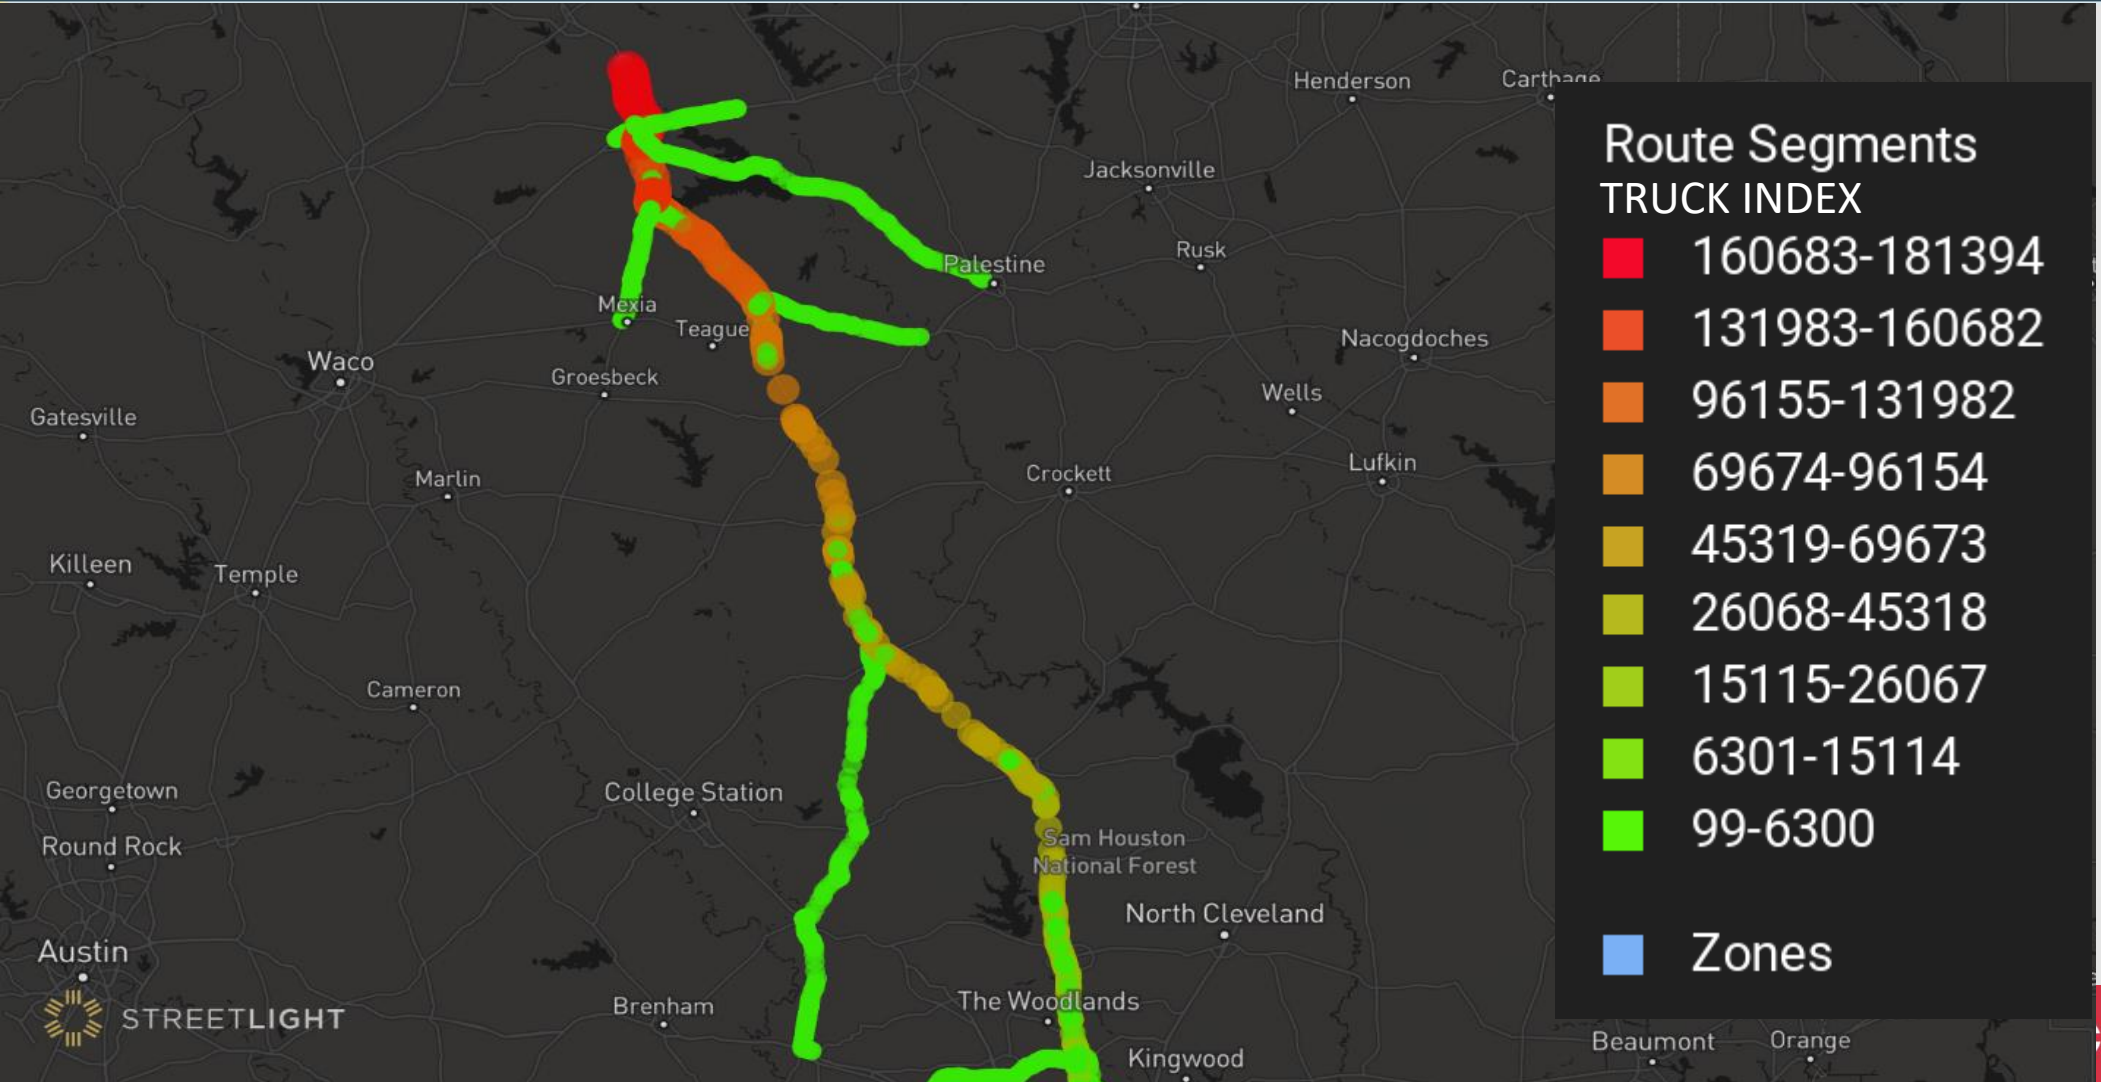 Henderson
Carthage
Jacksonville
Rusk
Palestine
Mexia
Teague
Nacogdoches
Waco
Groesbeck
Wells
Gatesville
Lufkin
Crockett
Marlin
Killeen
Temple
Cameron
College Station
Georgetown
Sam Houston
National Forest
Round Rock
North Cleveland
Austin
The Woodlands
Brenham
STREETLIGHT
Kingwood
Beaumont
Orange
Route Segments
TRUCK INDEX
160683-181394
131983-160682
96155-131982
69674-96154
45319-69673
26068-45318
15115-26067
6301-15114
99-6300
Zones